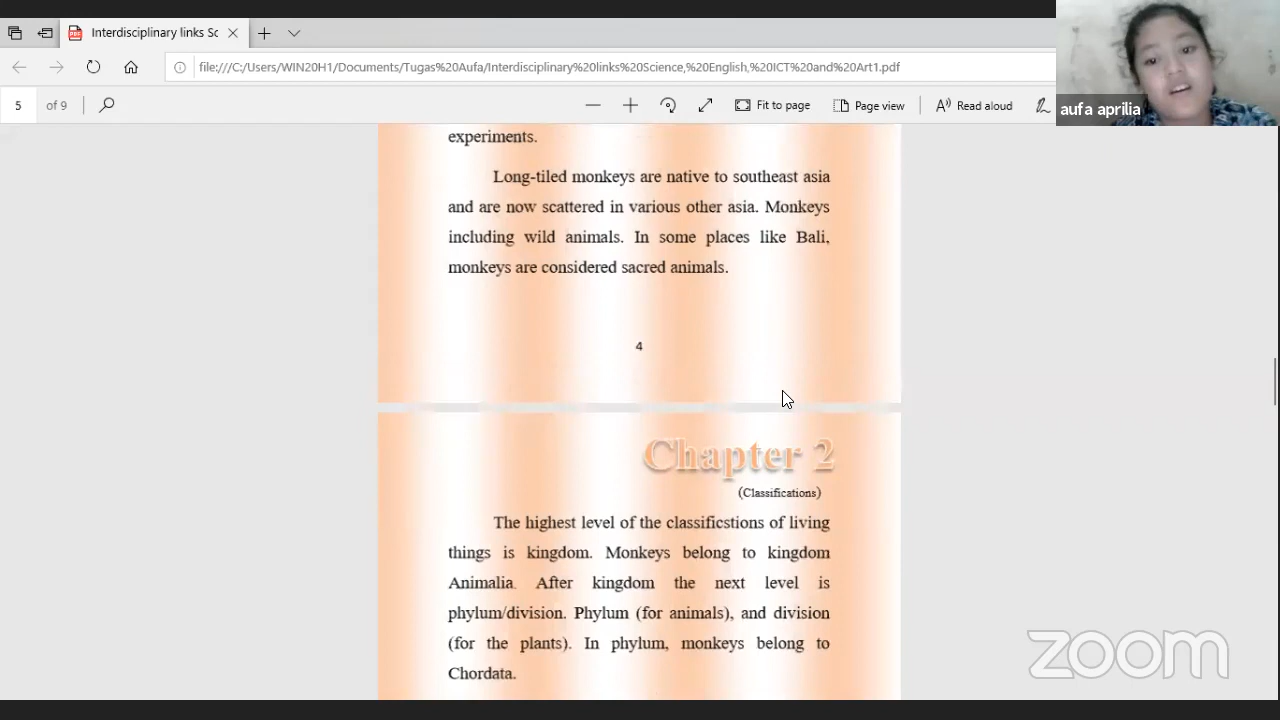 Interdisciplinary links Sc
file:///C:/Users/WIN20H1/Documents/Tugas%20Aufa/Interdisciplinary%20links%20Science,%20English,%20ICT%20and%20Art1.pdf
5 of 9
Fit to page
Page view
Read aloud
aufa aprilia
experiments.
Long-tiled monkeys are native to southeast asia
and are now scattered in various other asia. Monkeys
including wild animals. In some places like Bali,
monkeys are considered sacred animals.
4
Chapter 2
(Classifications)
The highest level of the classificstions of living
things is kingdom. Monkeys belong to kingdom
Animalia. After kingdom the next level is
phylum/division. Phylum (for animals), and division
(for the plants). In phylum, monkeys belong to
Chordata.
zoom